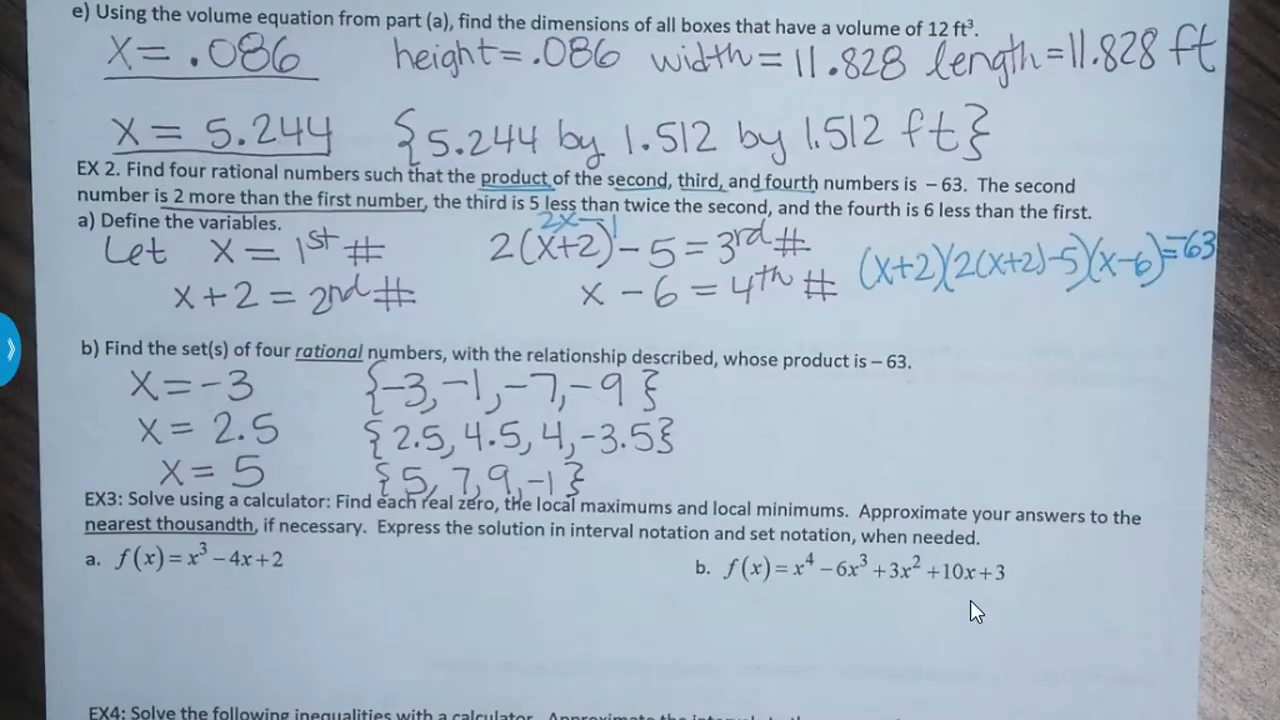 e) Using the volume equation from part (a), find the dimensions of all boxes that have a volume of 12 ft³.
x = .086 height = .086 width = 11.828 length = 11.828 ft
x = 5.244 {5.244 by 1.512 by 1.512 ft}
EX 2. Find four rational numbers such that the product of the second, third, and fourth numbers is – 63. The second
number is 2 more than the first number, the third is 5 less than twice the second, and the fourth is 6 less than the first.
a) Define the variables.
2x – 1
Let x = 1st # 2(x+2) – 5 = 3rd # (x+2)(2(x+2)–5)(x–6) = –63
x + 2 = 2nd # x – 6 = 4th #
b) Find the set(s) of four rational numbers, with the relationship described, whose product is – 63.
x = –3 {–3, –1, –7, –9}
x = 2.5 {2.5, 4.5, 4, –3.5}
x = 5 {5, 7, 9, –1}
EX3: Solve using a calculator: Find each real zero, the local maximums and local minimums. Approximate your answers to the
nearest thousandth, if necessary. Express the solution in interval notation and set notation, when needed.
a. f(x) = x³ – 4x + 2 b. f(x) = x⁴ – 6x³ + 3x² + 10x + 3
EX4: Solve the following inequalities with a calculator. Approximate the